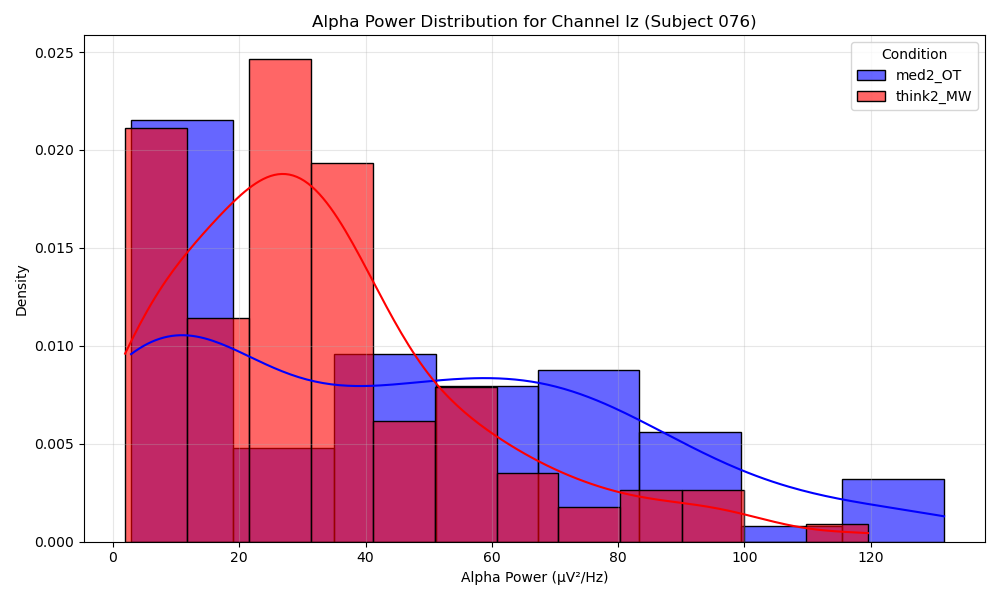 Alpha Power Distribution for Channel Iz (Subject 076)
Condition
med2_OT
think2_MW
0.025
0.020
0.015
0.010
0.005
0.000
Density
0
20
40
60
80
100
120
Alpha Power (µV²/Hz)